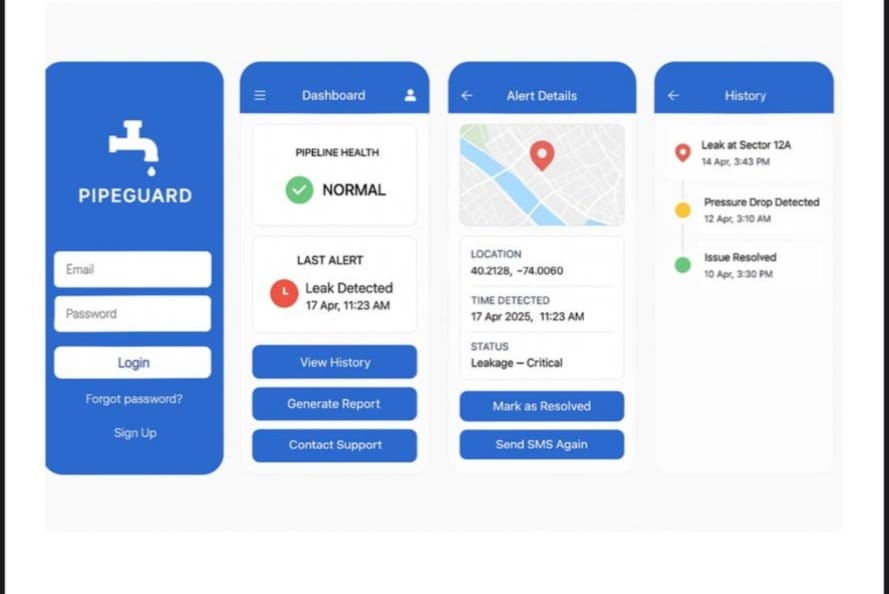 PIPEGUARD
Email
Password
Login
Forgot password?
Sign Up
Dashboard
PIPELINE HEALTH
NORMAL
LAST ALERT
Leak Detected
17 Apr, 11:23 AM
View History
Generate Report
Contact Support
Alert Details
LOCATION
40.2128, −74.0060
TIME DETECTED
17 Apr 2025, 11:23 AM
STATUS
Leakage – Critical
Mark as Resolved
Send SMS Again
History
Leak at Sector 12A
14 Apr, 3:43 PM
Pressure Drop Detected
12 Apr, 3:10 AM
Issue Resolved
10 Apr, 3:30 PM